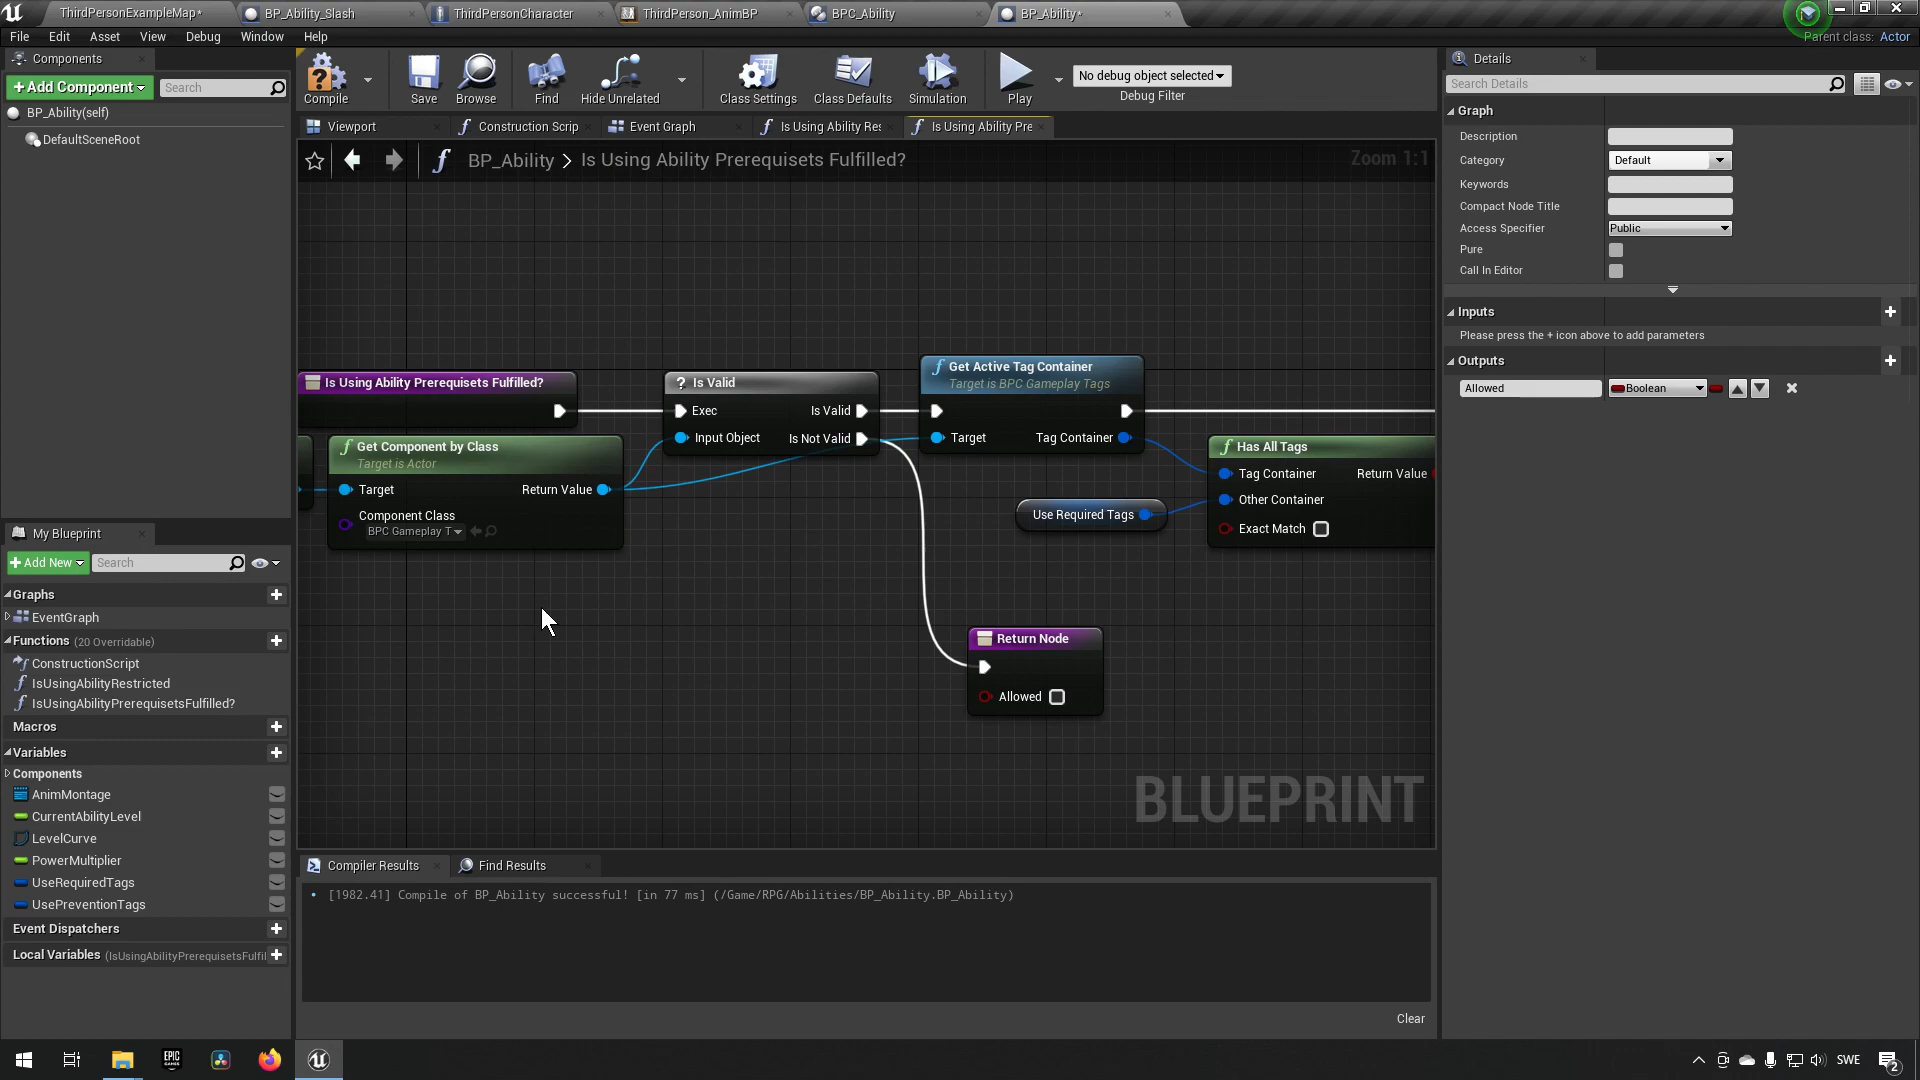 ThirdPersonExampleMap*
BP_Ability_Slash
ThirdPersonCharacter
ThirdPerson_AnimBP
BPC_Ability
BP_Ability*
File Edit Asset View Debug Window Help
Parent class: Actor
Components
+Add Component
Search
BP_Ability(self)
DefaultSceneRoot
Compile
Save
Browse
Find
Hide Unrelated
Class Settings
Class Defaults
Simulation
Play
No debug object selected
Debug Filter
Viewport
Construction Scrip
Event Graph
Is Using Ability Res
Is Using Ability Pre
BP_Ability > Is Using Ability Prerequisets Fulfilled?
Zoom 1:1
Is Using Ability Prerequisets Fulfilled?
Get Component by Class
Target is Actor
Target
Return Value
Component Class
BPC Gameplay T
? Is Valid
Exec
Is Valid
Input Object
Is Not Valid
Get Active Tag Container
Target is BPC Gameplay Tags
Target
Tag Container
Use Required Tags
Has All Tags
Tag Container
Return Value
Other Container
Exact Match
Return Node
Allowed
BLUEPRINT
My Blueprint
+Add New
Search
Graphs
EventGraph
Functions (20 Overridable)
ConstructionScript
IsUsingAbilityRestricted
IsUsingAbilityPrerequisetsFulfilled?
Macros
Variables
Components
AnimMontage
CurrentAbilityLevel
LevelCurve
PowerMultiplier
UseRequiredTags
UsePreventionTags
Event Dispatchers
Local Variables (IsUsingAbilityPrerequisetsFulfil
Compiler Results
Find Results
[1982.41] Compile of BP_Ability successful! [in 77 ms] (/Game/RPG/Abilities/BP_Ability.BP_Ability)
Clear
Details
Search Details
Graph
Description
Category
Default
Keywords
Compact Node Title
Access Specifier
Public
Pure
Call In Editor
Inputs
Please press the + icon above to add parameters
Outputs
Allowed
Boolean
EPIC GAMES
SWE
2